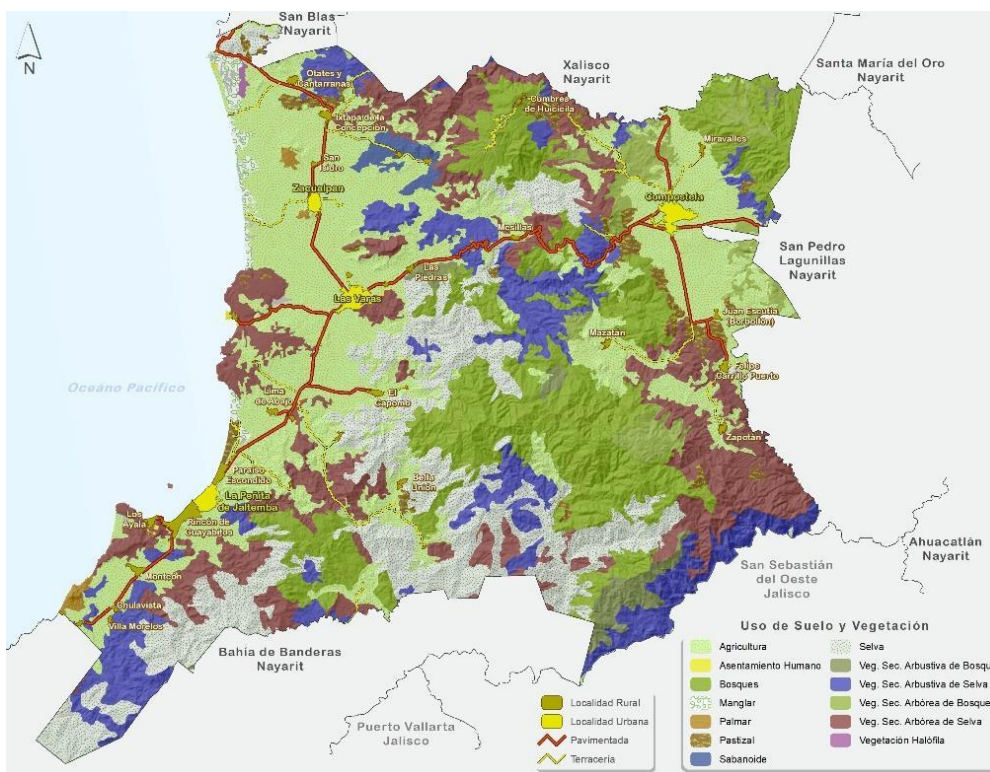 San Blas
Nayarit
N
Xalisco
Nayarit
Santa María del Oro
Nayarit
Otates y
Cantarranas
Cumbres
de Huicicila
Ixtapa de la
Concepción
Miravalles
San
Isidro
Zacualpan
Compostela
Mesillas
San Pedro
Lagunillas
Nayarit
Las
Piedras
Las Varas
Juan Escutia
(Borbollón)
Mazatán
Felipe
Carrillo Puerto
Océano Pacífico
Lima
de Abajo
El
Capomo
Zapotán
Paraíso
Escondido
Bella
Unión
La Peñita
de Jaltemba
Los
Ayala
Rincón de
Guayabitos
Ahuacatlán
Nayarit
San Sebastián
del Oeste
Jalisco
Monteón
Chulavista
Villa Morelos
Bahía de Banderas
Nayarit
Puerto Vallarta
Jalisco
Localidad Rural
Localidad Urbana
Pavimentada
Terracería
Uso de Suelo y Vegetación
Agricultura
Asentamiento Humano
Bosques
Manglar
Palmar
Pastizal
Sabanoide
Selva
Veg. Sec. Arbustiva de Bosqu
Veg. Sec. Arbustiva de Selva
Veg. Sec. Arbórea de Bosque
Veg. Sec. Arbórea de Selva
Vegetación Halófila